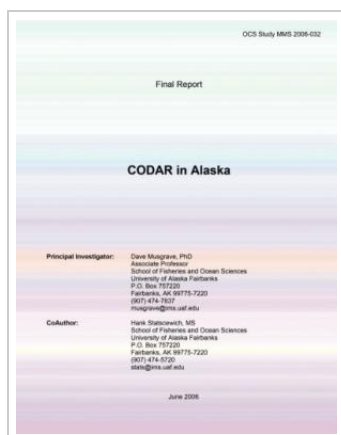 OCS Study MMS 2006-032
Final Report
CODAR in Alaska
Principal Investigator: Dave Musgrave, PhD
Associate Professor
School of Fisheries and Ocean Sciences
University of Alaska Fairbanks
P.O. Box 757220
Fairbanks, AK 99775-7220
(907) 474-7837
musgrave@ims.uaf.edu
CoAuthor: Hank Statscewich, MS
School of Fisheries and Ocean Sciences
University of Alaska Fairbanks
P.O. Box 757220
Fairbanks, AK 99775-7220
(907) 474-5720
stats@ims.uaf.edu
June 2006